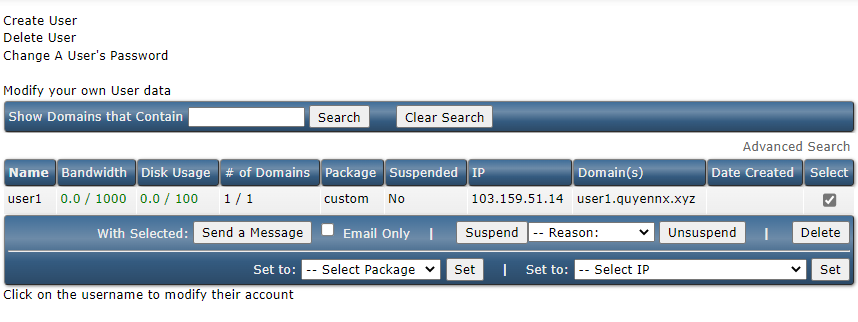 Create User
Delete User
Change A User's Password
Modify your own User data
Show Domains that Contain Search Clear Search
Advanced Search
Name Bandwidth Disk Usage # of Domains Package Suspended IP Domain(s) Date Created Select
user1 0.0 / 1000 0.0 / 100 1 / 1 custom No 103.159.51.14 user1.quyennx.xyz
With Selected: Send a Message Email Only | Suspend -- Reason: Unsuspend | Delete
Set to: -- Select Package Set | Set to: -- Select IP Set
Click on the username to modify their account